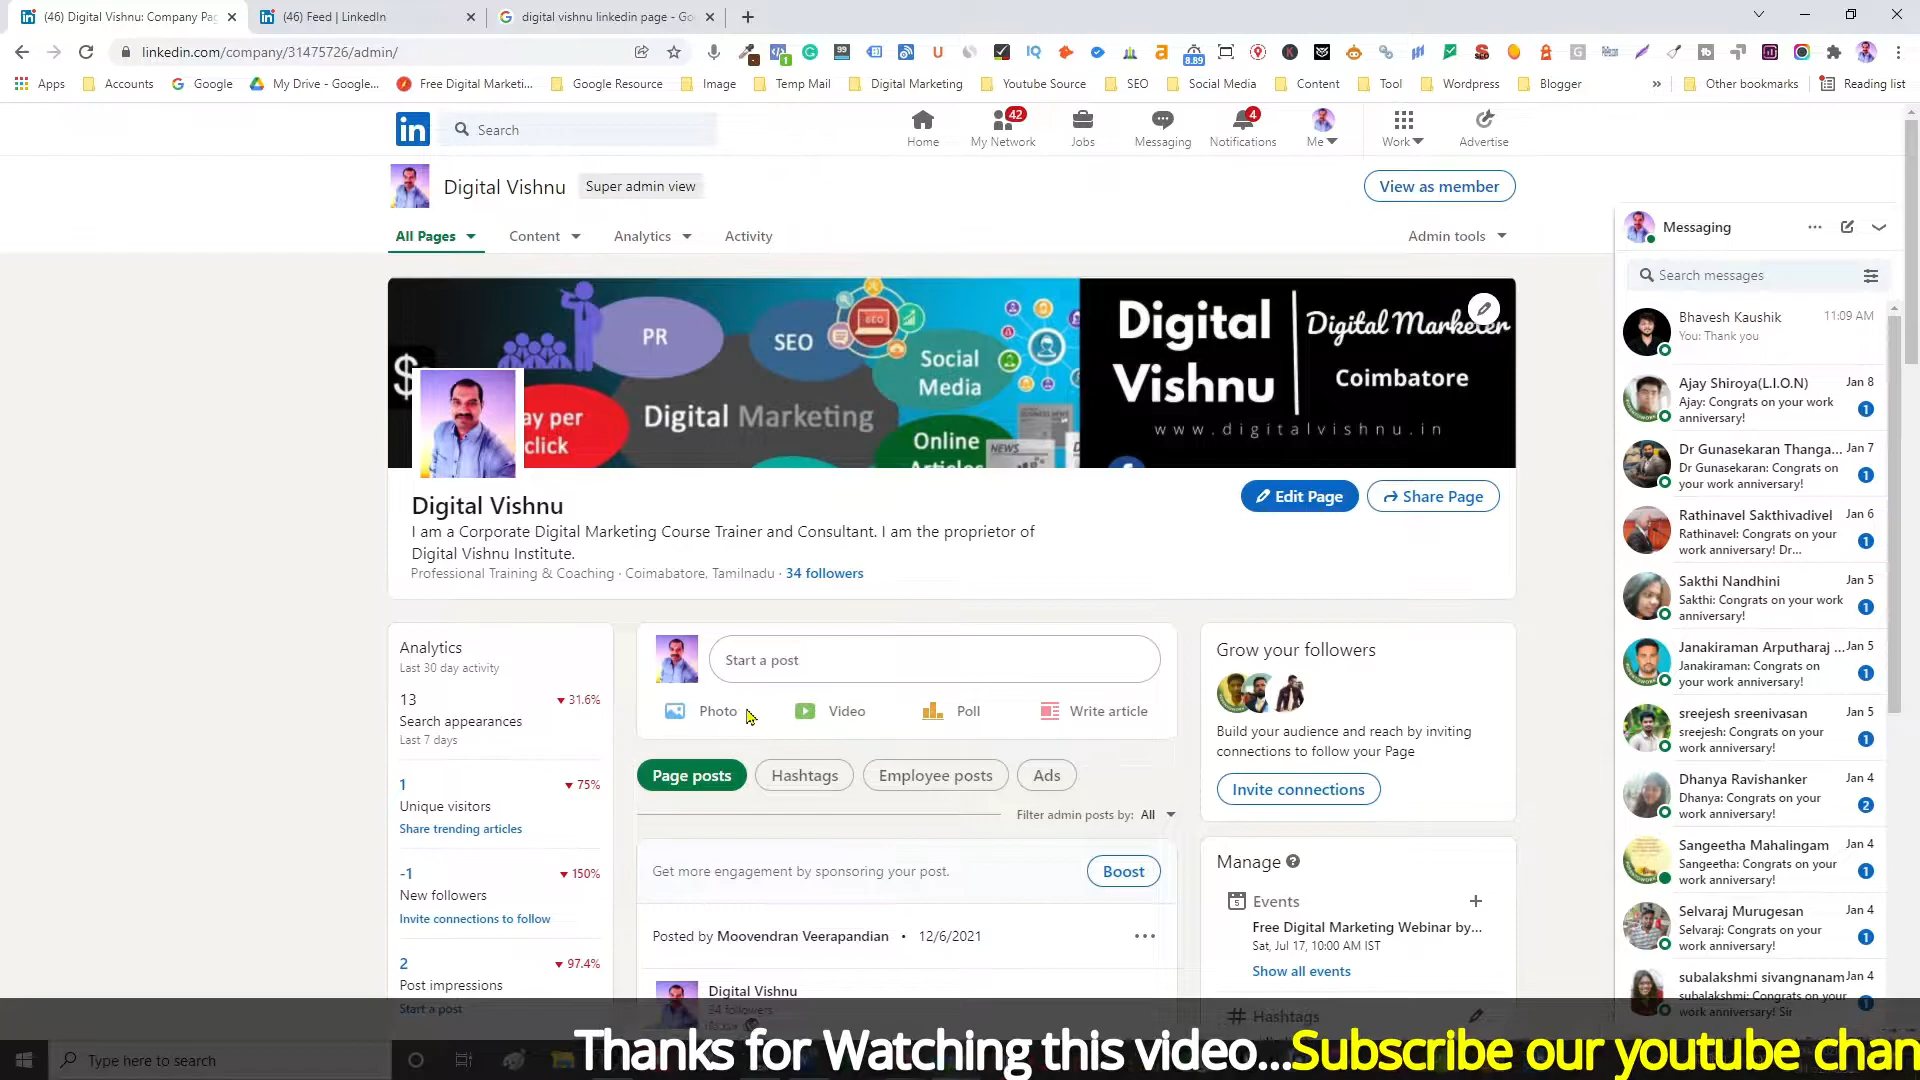 (46) Digital Vishnu: Company Pa
(46) Feed | LinkedIn
digital vishnu linkedin page - Go
linkedin.com/company/31475726/admin/
Apps
Accounts
Google
My Drive - Google...
Free Digital Marketi...
Google Resource
Image
Temp Mail
Digital Marketing
Youtube Source
SEO
Social Media
Content
Tool
Wordpress
Blogger
»
Other bookmarks
Reading list
in
Search
Home
42
My Network
Jobs
Messaging
4
Notifications
Me
Work
Advertise
Digital Vishnu
Super admin view
View as member
All Pages
Content
Analytics
Activity
Admin tools
PR
SEO
Social
Media
Digital Marketing
ay per
click
Online
Articles
NEWS
Digital
Vishnu
Digital Marketer
Coimbatore
www.digitalvishnu.in
Digital Vishnu
I am a Corporate Digital Marketing Course Trainer and Consultant. I am the proprietor of
Digital Vishnu Institute.
Professional Training & Coaching · Coimabatore, Tamilnadu · 34 followers
Edit Page
Share Page
Analytics
Last 30 day activity
13
31.6%
Search appearances
Last 7 days
1
75%
Unique visitors
Share trending articles
-1
150%
New followers
Invite connections to follow
2
97.4%
Post impressions
Start a post
Start a post
Photo
Video
Poll
Write article
Page posts
Hashtags
Employee posts
Ads
Filter admin posts by: All
Get more engagement by sponsoring your post.
Boost
Posted by Moovendran Veerapandian • 12/6/2021
Digital Vishnu
34 followers
Grow your followers
Build your audience and reach by inviting
connections to follow your Page
Invite connections
Manage
Events
Free Digital Marketing Webinar by...
Sat, Jul 17, 10:00 AM IST
Show all events
Hashtags
Messaging
Search messages
Bhavesh Kaushik 11:09 AM
You: Thank you
Ajay Shiroya(L.I.O.N) Jan 8
Ajay: Congrats on your work
anniversary!
1
Dr Gunasekaran Thanga... Jan 7
Dr Gunasekaran: Congrats on
your work anniversary!
1
Rathinavel Sakthivadivel Jan 6
Rathinavel: Congrats on your
work anniversary! Dr...
1
Sakthi Nandhini Jan 5
Sakthi: Congrats on your work
anniversary!
1
Janakiraman Arputharaj ... Jan 5
Janakiraman: Congrats on
your work anniversary!
1
sreejesh sreenivasan Jan 5
sreejesh: Congrats on your
work anniversary!
1
Dhanya Ravishanker Jan 4
Dhanya: Congrats on your
work anniversary!
2
Sangeetha Mahalingam Jan 4
Sangeetha: Congrats on your
work anniversary!
1
Selvaraj Murugesan Jan 4
Selvaraj: Congrats on your
work anniversary!
1
subalakshmi sivangnanam Jan 4
subalakshmi: Congrats on your
work anniversary! Sir
Type here to search
Thanks for Watching this video...Subscribe our youtube chan